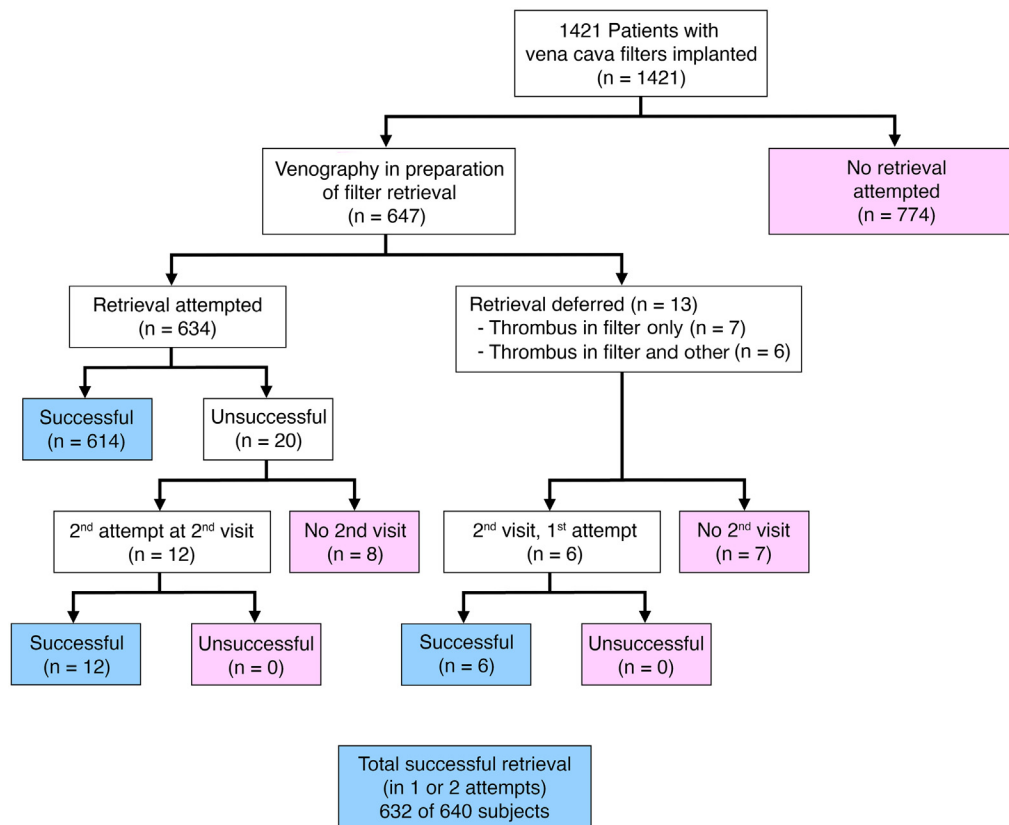 1421 Patients with
vena cava filters implanted
(n = 1421)
Venography in preparation
of filter retrieval
(n = 647)
No retrieval
attempted
(n = 774)
Retrieval attempted
(n = 634)
Retrieval deferred (n = 13)
- Thrombus in filter only (n = 7)
- Thrombus in filter and other (n = 6)
Successful
(n = 614)
Unsuccessful
(n = 20)
2nd attempt at 2nd visit
(n = 12)
No 2nd visit
(n = 8)
2nd visit, 1st attempt
(n = 6)
No 2nd visit
(n = 7)
Successful
(n = 12)
Unsuccessful
(n = 0)
Successful
(n = 6)
Unsuccessful
(n = 0)
Total successful retrieval
(in 1 or 2 attempts)
632 of 640 subjects